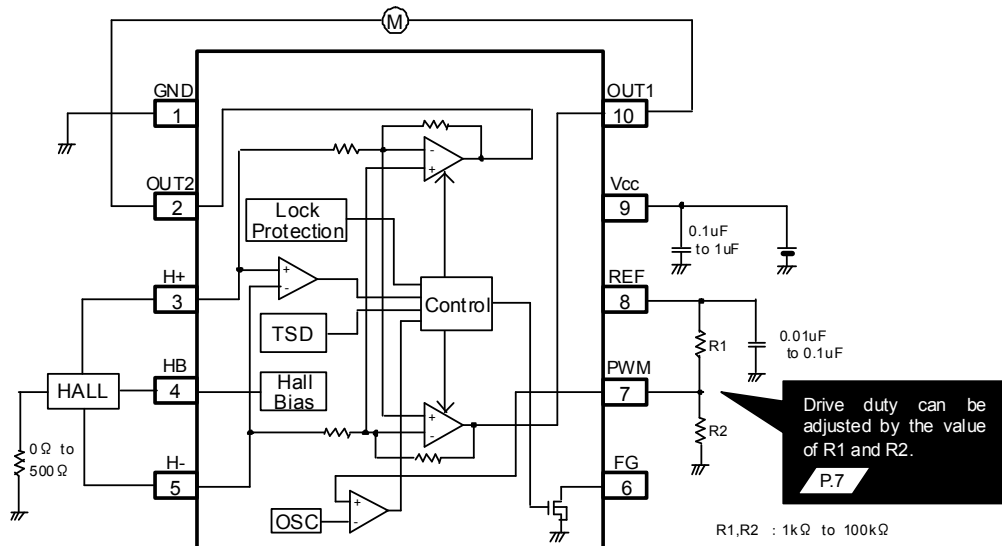 M
GND
1
OUT2
2
H+
3
HB
4
H-
5
HALL
0Ω to
500Ω
Lock
Protection
TSD
Hall
Bias
OSC
Control
-
+
+
-
+
-
+
-
OUT1
10
Vcc
9
0.1uF
to 1uF
REF
8
R1
0.01uF
to 0.1uF
PWM
7
R2
FG
6
Drive duty can be
adjusted by the value
of R1 and R2.
P.7
R1,R2 : 1kΩ to 100kΩ